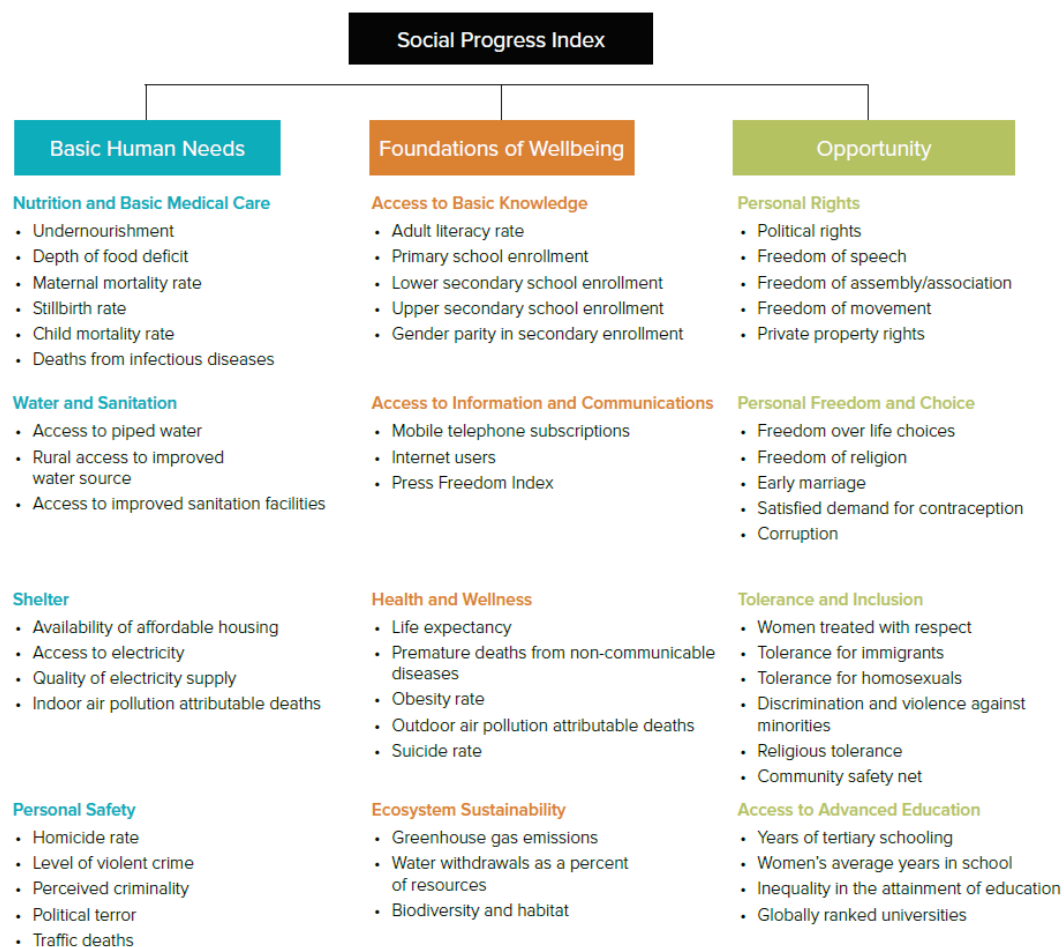 Social Progress Index
Basic Human Needs
Nutrition and Basic Medical Care
• Undernourishment
• Depth of food deficit
• Maternal mortality rate
• Stillbirth rate
• Child mortality rate
• Deaths from infectious diseases
Water and Sanitation
• Access to piped water
• Rural access to improved
water source
• Access to improved sanitation facilities
Shelter
• Availability of affordable housing
• Access to electricity
• Quality of electricity supply
• Indoor air pollution attributable deaths
Personal Safety
• Homicide rate
• Level of violent crime
• Perceived criminality
• Political terror
• Traffic deaths
Foundations of Wellbeing
Access to Basic Knowledge
• Adult literacy rate
• Primary school enrollment
• Lower secondary school enrollment
• Upper secondary school enrollment
• Gender parity in secondary enrollment
Access to Information and Communications
• Mobile telephone subscriptions
• Internet users
• Press Freedom Index
Health and Wellness
• Life expectancy
• Premature deaths from non-communicable
diseases
• Obesity rate
• Outdoor air pollution attributable deaths
• Suicide rate
Ecosystem Sustainability
• Greenhouse gas emissions
• Water withdrawals as a percent
of resources
• Biodiversity and habitat
Opportunity
Personal Rights
• Political rights
• Freedom of speech
• Freedom of assembly/association
• Freedom of movement
• Private property rights
Personal Freedom and Choice
• Freedom over life choices
• Freedom of religion
• Early marriage
• Satisfied demand for contraception
• Corruption
Tolerance and Inclusion
• Women treated with respect
• Tolerance for immigrants
• Tolerance for homosexuals
• Discrimination and violence against
minorities
• Religious tolerance
• Community safety net
Access to Advanced Education
• Years of tertiary schooling
• Women's average years in school
• Inequality in the attainment of education
• Globally ranked universities